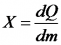 X = dQ/dm